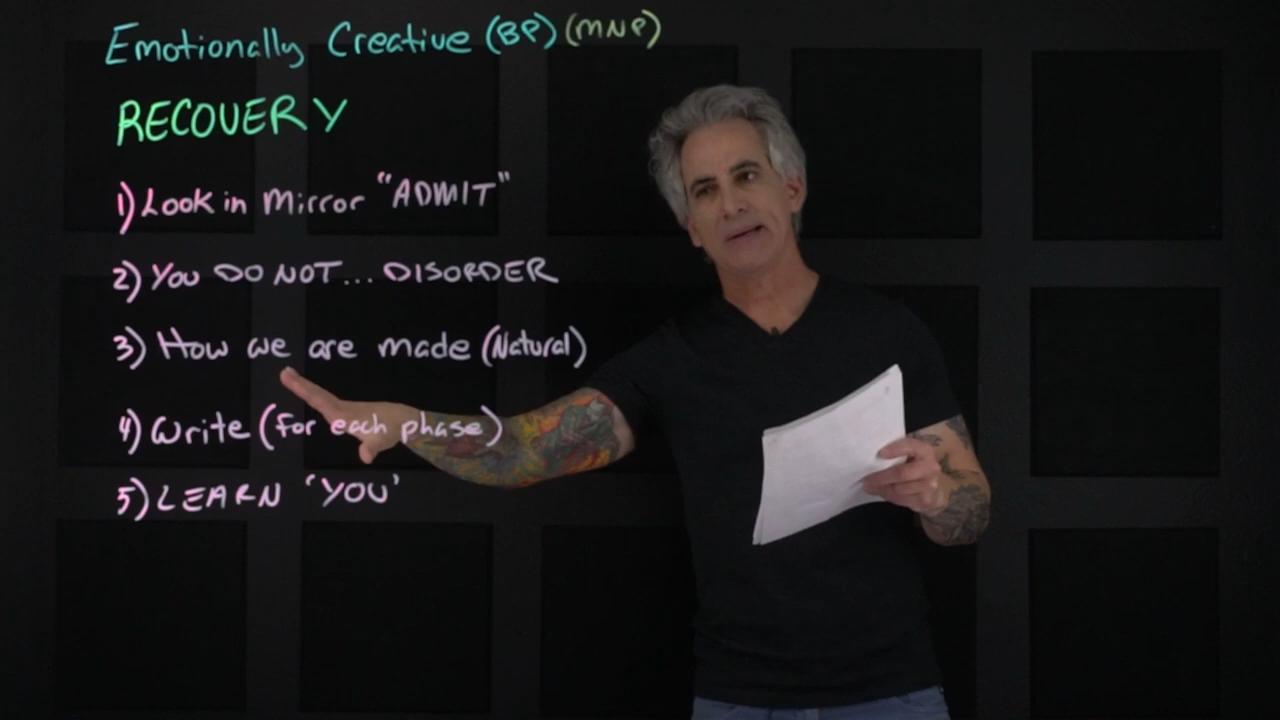 Emotionally Creative (BP) (MNP)
RECOVERY
1) Look in Mirror "ADMIT"
2) You DO NOT... DISORDER
3) How we are made (Natural)
4) Write (for each phase)
5) LEARN 'YOU'